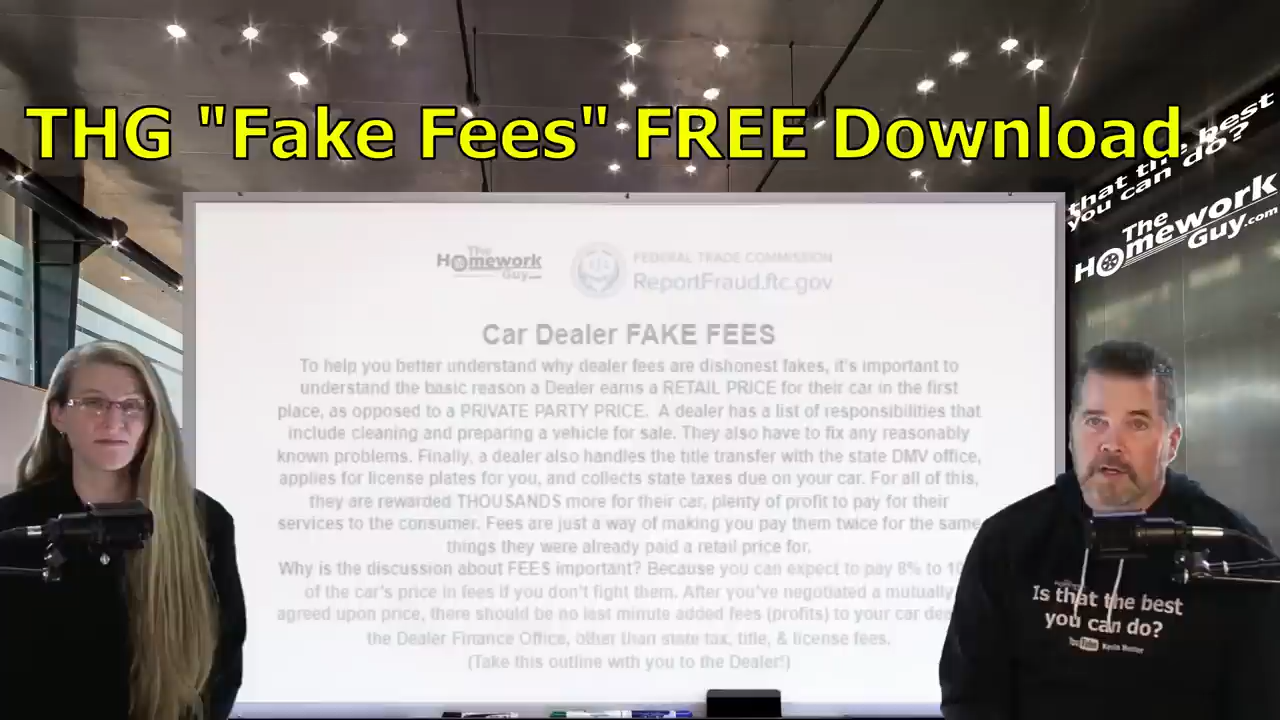 THG "Fake Fees" FREE Download
that the best
you can do?
The
Homework
Guy.com
The
Homework
Guy.com
FEDERAL TRADE COMMISSION
ReportFraud.ftc.gov
Car Dealer FAKE FEES
To help you better understand why dealer fees are dishonest fakes, it's important to
understand the basic reason a Dealer earns a RETAIL PRICE for their car in the first
place, as opposed to a PRIVATE PARTY PRICE. A dealer has a list of responsibilities that
include cleaning and preparing a vehicle for sale. They also have to fix any reasonably
known problems. Finally, a dealer also handles the title transfer with the state DMV office,
applies for license plates for you, and collects state taxes due on your car. For all of this,
they are rewarded THOUSANDS more for their car, plenty of profit to pay for their
services to the consumer. Fees are just a way of making you pay them twice for the same
things they were already paid a retail price for.
Why is the discussion about FEES important? Because you can expect to pay 8% to
of the car's price in fees if you don't fight them. After you've negotiated a mutually
agreed upon price, there should be no last minute added fees (profits) to your car
the Dealer Finance Office, other than state tax, title, & license fees.
(Take this outline with you to the Dealer!)
Is that the best
you can do?
YouTube Kevin Hunter